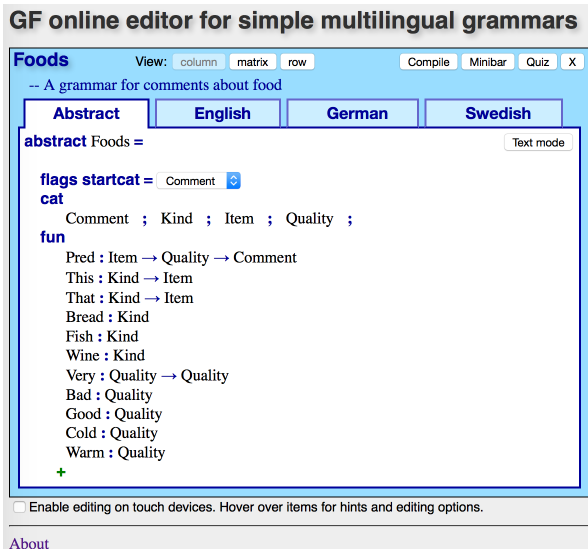 GF online editor for simple multilingual grammars
Foods View: column matrix row Compile Minibar Quiz X
-- A grammar for comments about food
Abstract English German Swedish
abstract Foods = Text mode
flags startcat = Comment
cat
Comment ; Kind ; Item ; Quality ;
fun
Pred : Item → Quality → Comment
This : Kind → Item
That : Kind → Item
Bread : Kind
Fish : Kind
Wine : Kind
Very : Quality → Quality
Bad : Quality
Good : Quality
Cold : Quality
Warm : Quality
+
Enable editing on touch devices. Hover over items for hints and editing options.
About